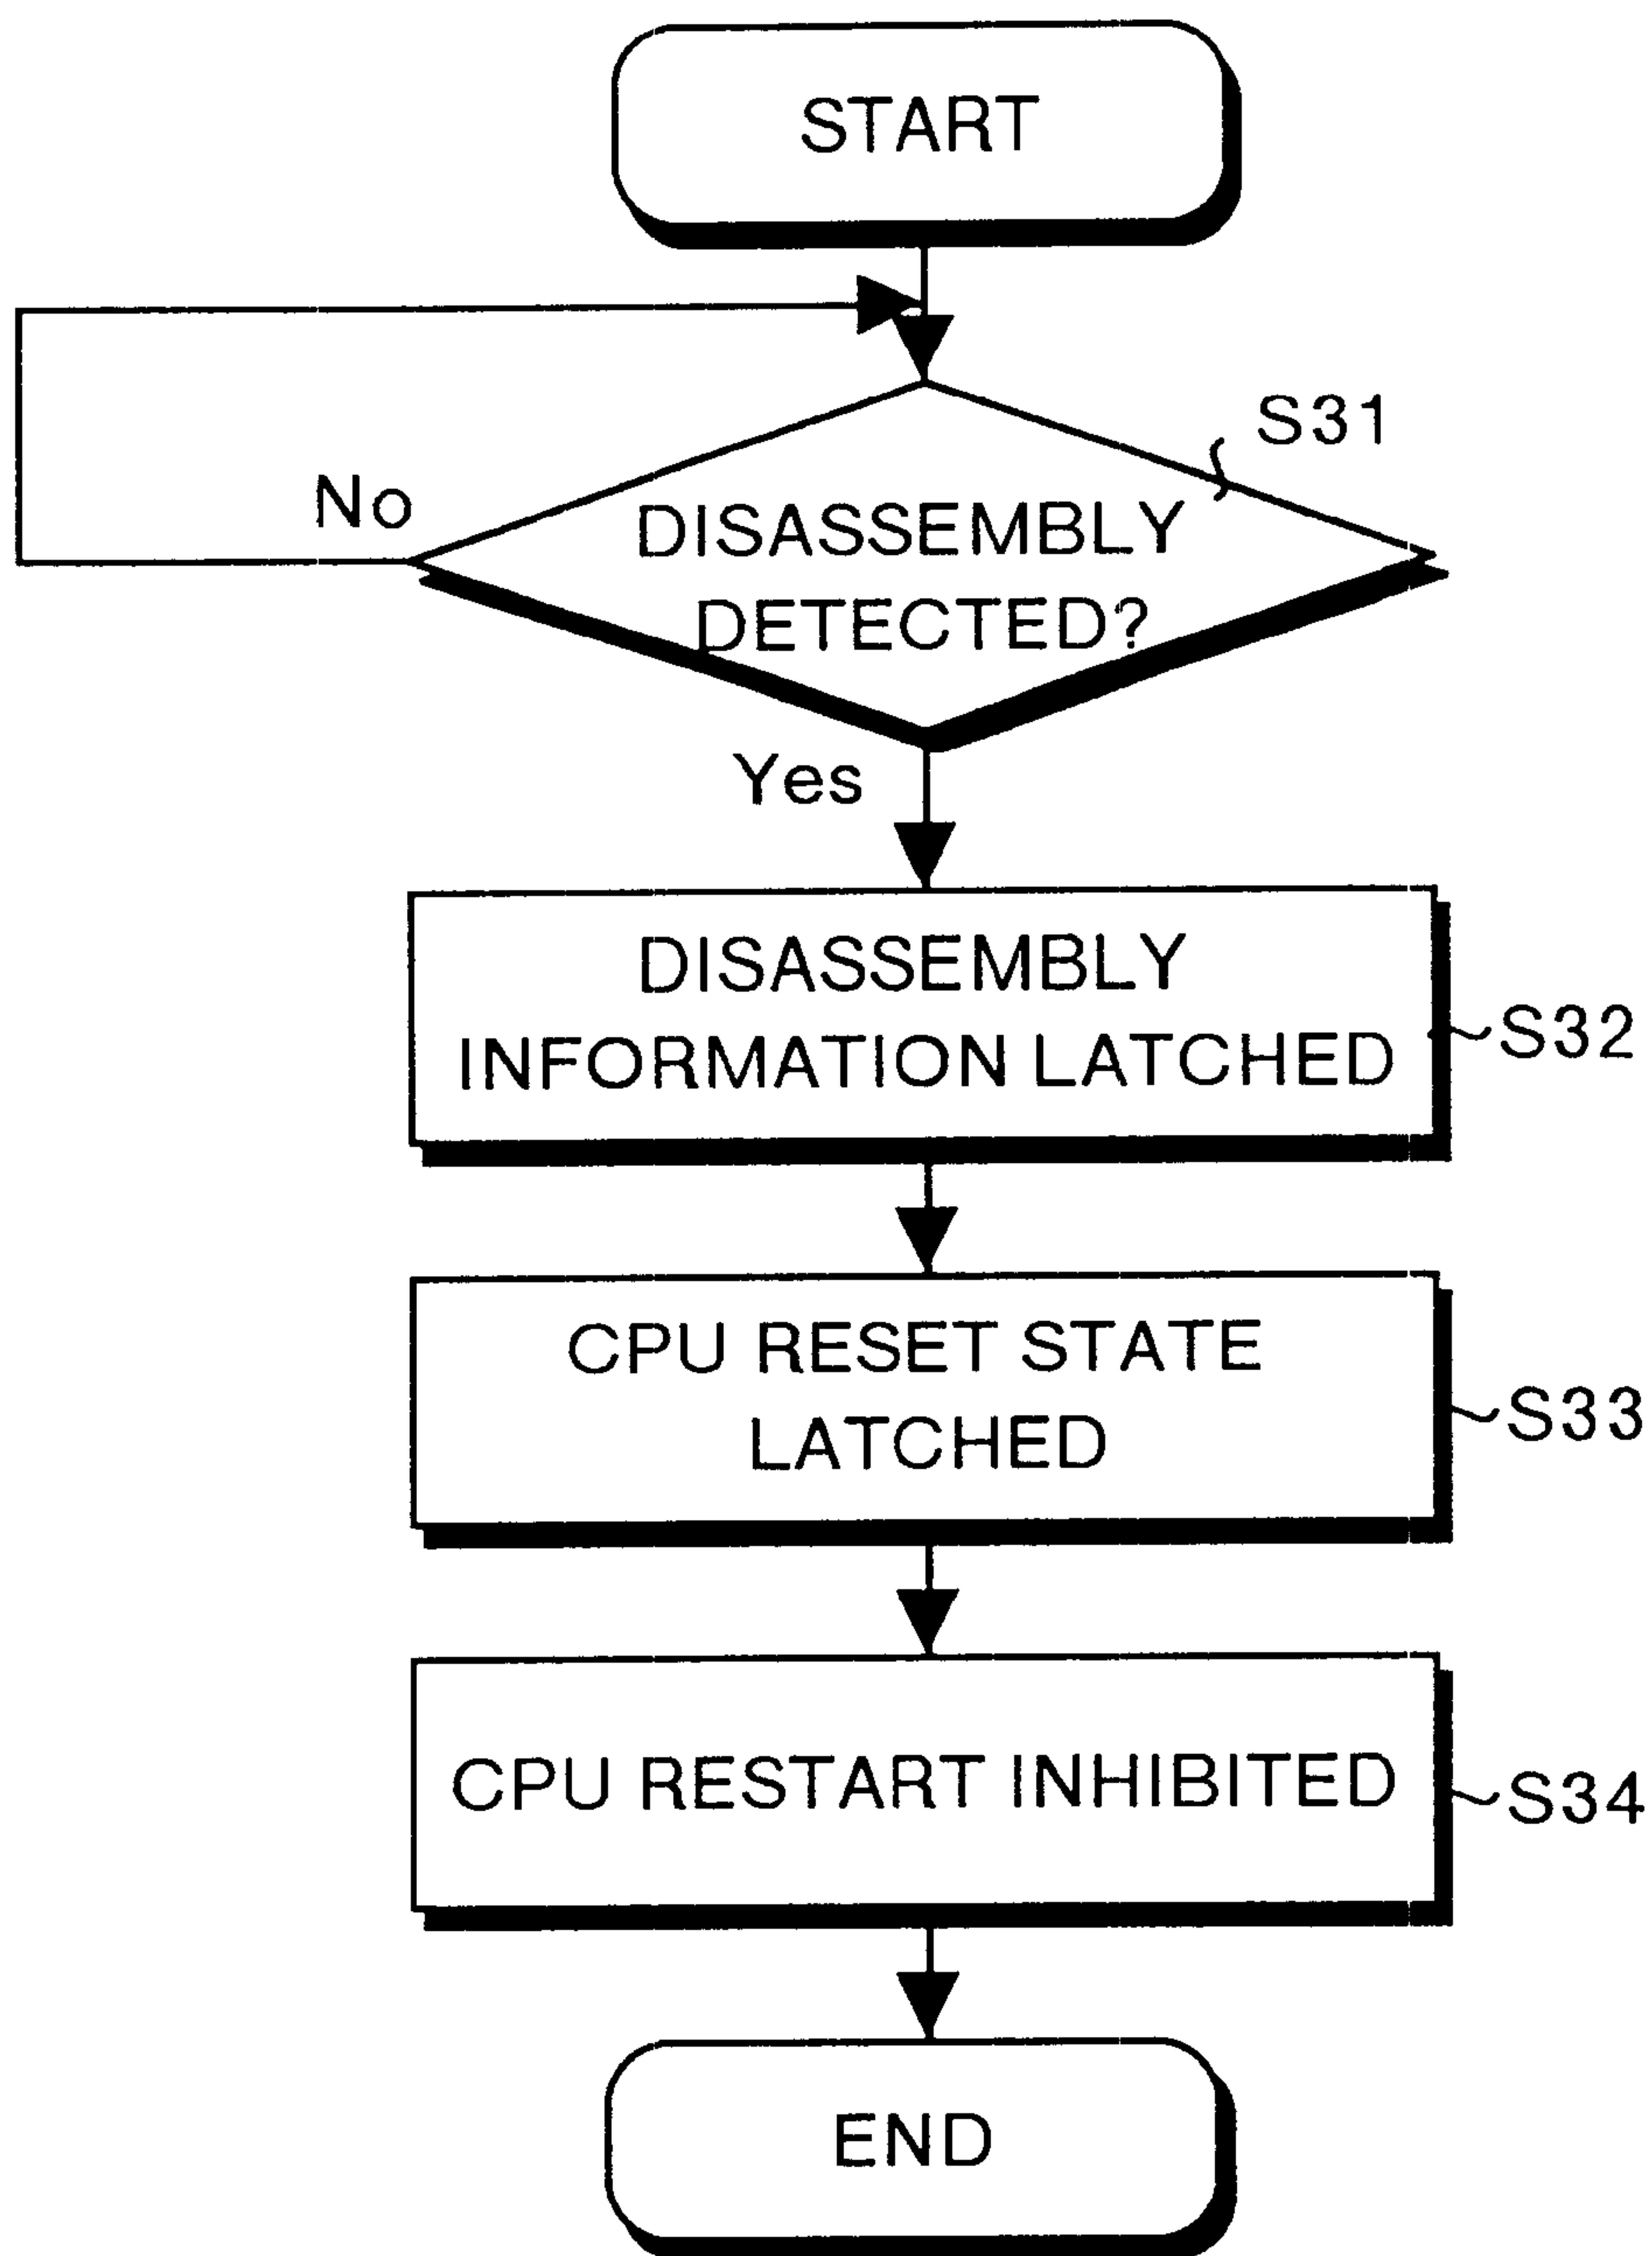 START
S31
No
DISASSEMBLY
DETECTED?
Yes
DISASSEMBLY
INFORMATION LATCHED
S32
CPU RESET STATE
LATCHED
S33
CPU RESTART INHIBITED
S34
END